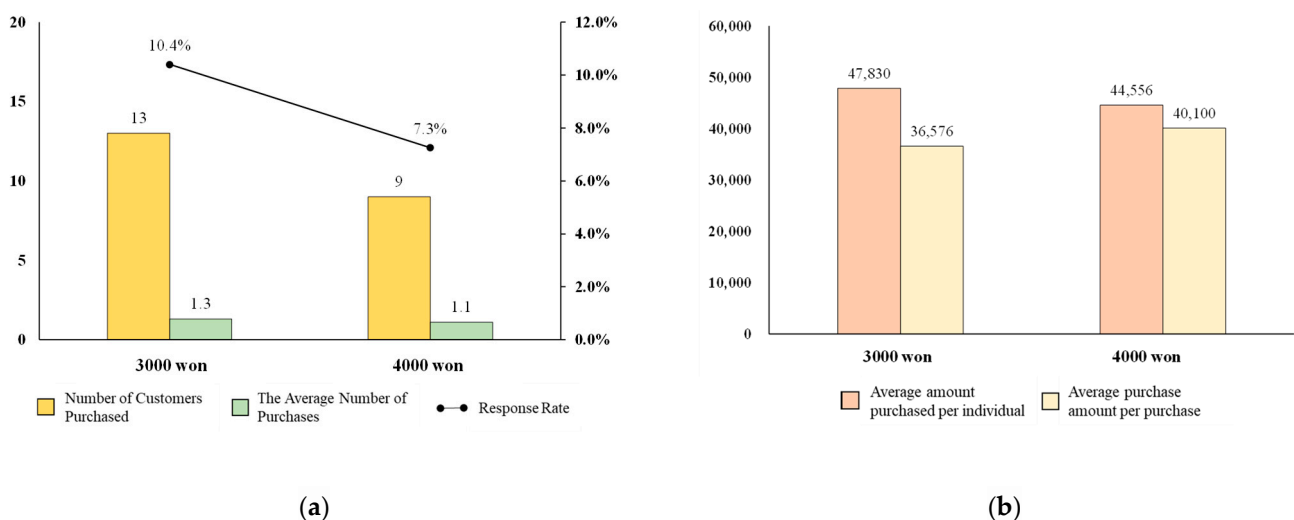 20
15
10
5
0
12.0%
10.0%
8.0%
6.0%
4.0%
2.0%
0.0%
10.4%
7.3%
13
1.3
9
1.1
3000 won
4000 won
Number of Customers
Purchased
The Average Number of
Purchases
Response Rate
(a)
60,000
50,000
40,000
30,000
20,000
10,000
0
47,830
36,576
44,556
40,100
3000 won
4000 won
Average amount
purchased per individual
Average purchase
amount per purchase
(b)